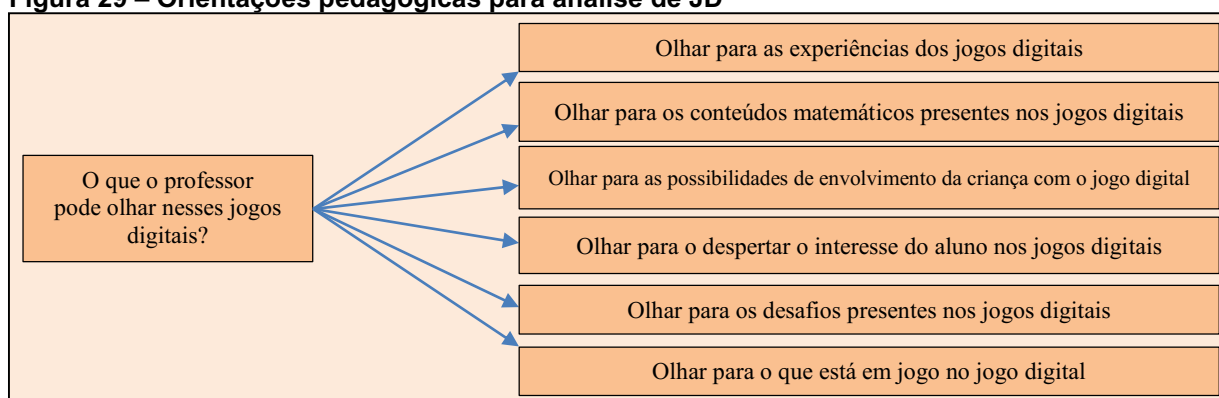 Figura 29 – Orientações pedagógicas para análise de JD
Olhar para as experiências dos jogos digitais
Olhar para os conteúdos matemáticos presentes nos jogos digitais
O que o professor
pode olhar nesses jogos
digitais?
Olhar para as possibilidades de envolvimento da criança com o jogo digital
Olhar para o despertar o interesse do aluno nos jogos digitais
Olhar para os desafios presentes nos jogos digitais
Olhar para o que está em jogo no jogo digital